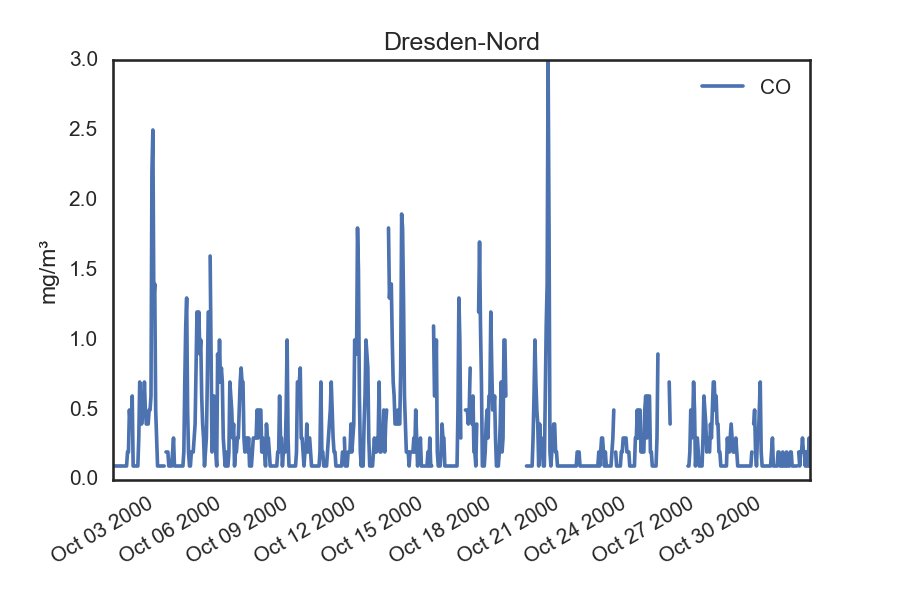 Dresden-Nord
3.0
2.5
2.0
1.5
1.0
0.5
0.0
mg/m³
CO
Oct 03 2000
Oct 06 2000
Oct 09 2000
Oct 12 2000
Oct 15 2000
Oct 18 2000
Oct 21 2000
Oct 24 2000
Oct 27 2000
Oct 30 2000